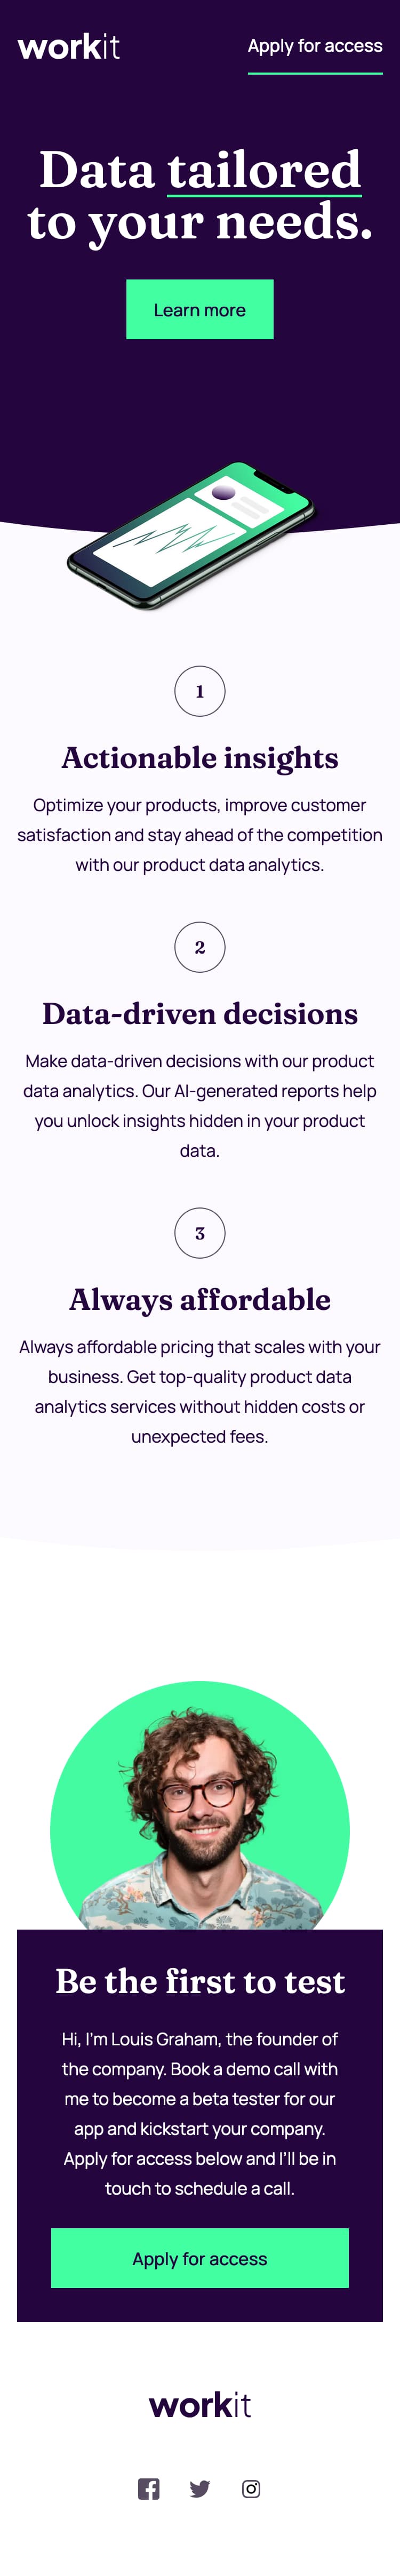 workit
Apply for access
Data tailored
to your needs.
Learn more
1
Actionable insights
Optimize your products, improve customer
satisfaction and stay ahead of the competition
with our product data analytics.
2
Data-driven decisions
Make data-driven decisions with our product
data analytics. Our AI-generated reports help
you unlock insights hidden in your product
data.
3
Always affordable
Always affordable pricing that scales with your
business. Get top-quality product data
analytics services without hidden costs or
unexpected fees.
Be the first to test
Hi, I'm Louis Graham, the founder of
the company. Book a demo call with
me to become a beta tester for our
app and kickstart your company.
Apply for access below and I’ll be in
touch to schedule a call.
Apply for access
workit